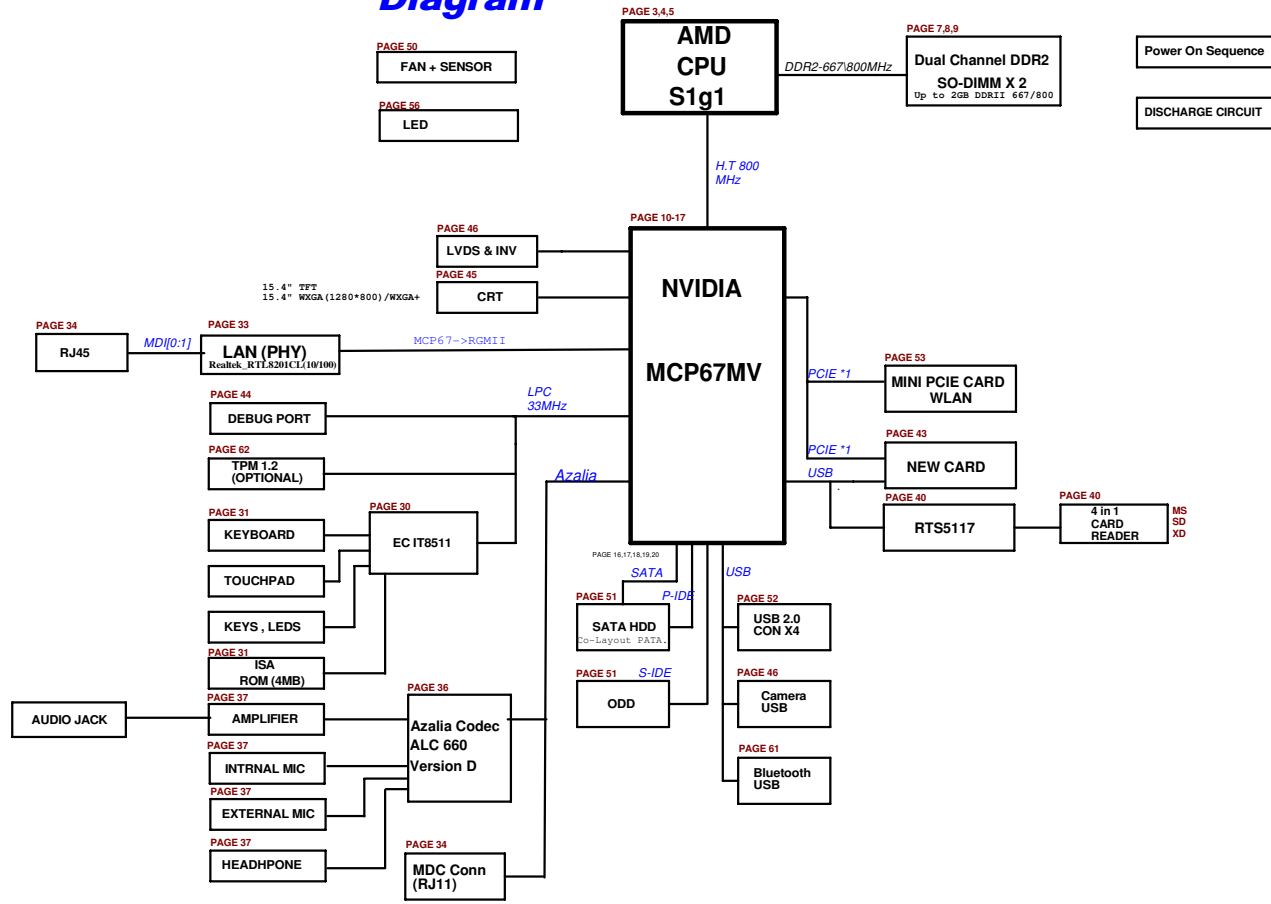 Diagram
PAGE 3,4,5
AMD
CPU
S1g1
PAGE 7,8,9
Dual Channel DDR2
SO-DIMM X 2
Up to 2GB DDRII 667/800
DDR2-667\800MHz
Power On Sequence
DISCHARGE CIRCUIT
PAGE 50
FAN + SENSOR
PAGE 56
LED
H.T 800
MHz
PAGE 10-17
NVIDIA
MCP67MV
PAGE 46
LVDS & INV
PAGE 45
CRT
15.4" TFT
15.4" WXGA(1280*800)/WXGA+
PAGE 34
RJ45
MDI[0:1]
PAGE 33
LAN (PHY)
Realtek_RTL8201CL(10/100)
MCP67->RGMII
PAGE 44
DEBUG PORT
LPC
33MHz
PAGE 62
TPM 1.2
(OPTIONAL)
Azalia
PAGE 31
KEYBOARD
PAGE 30
EC IT8511
TOUCHPAD
KEYS , LEDS
PAGE 31
ISA
ROM (4MB)
PCIE *1
PAGE 53
MINI PCIE CARD
WLAN
PCIE *1
PAGE 43
NEW CARD
USB
PAGE 40
RTS5117
PAGE 40
4 in 1
CARD
READER
MS
SD
XD
PAGE 16,17,18,19,20
SATA
P-IDE
USB
PAGE 51
SATA HDD
Co-Layout PATA.
PAGE 52
USB 2.0
CON X4
PAGE 51
S-IDE
ODD
PAGE 46
Camera
USB
PAGE 61
Bluetooth
USB
AUDIO JACK
PAGE 37
AMPLIFIER
PAGE 36
Azalia Codec
ALC 660
Version D
PAGE 37
INTRNAL MIC
PAGE 37
EXTERNAL MIC
PAGE 37
HEADHPONE
PAGE 34
MDC Conn
(RJ11)